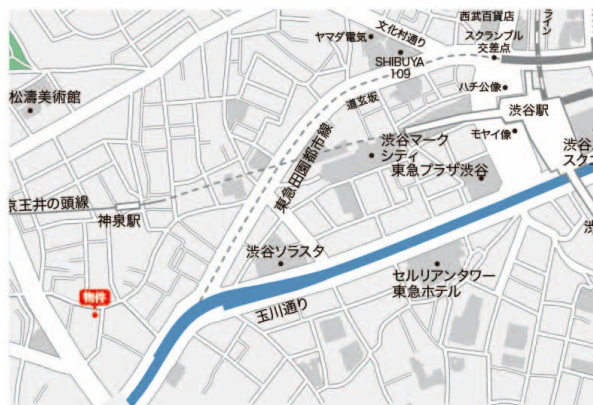 西武百貨店
ライン
文化村通り
ヤマダ電気
スクランブル
交差点
SHIBUYA
109
ハチ公像
松濤美術館
道玄坂
渋谷駅
モヤイ像
渋谷マーク
シティ
東急プラザ渋谷
東急田園都市線
京王井の頭線
神泉駅
渋谷ソラスタ
セルリアンタワー
東急ホテル
物件
玉川通り